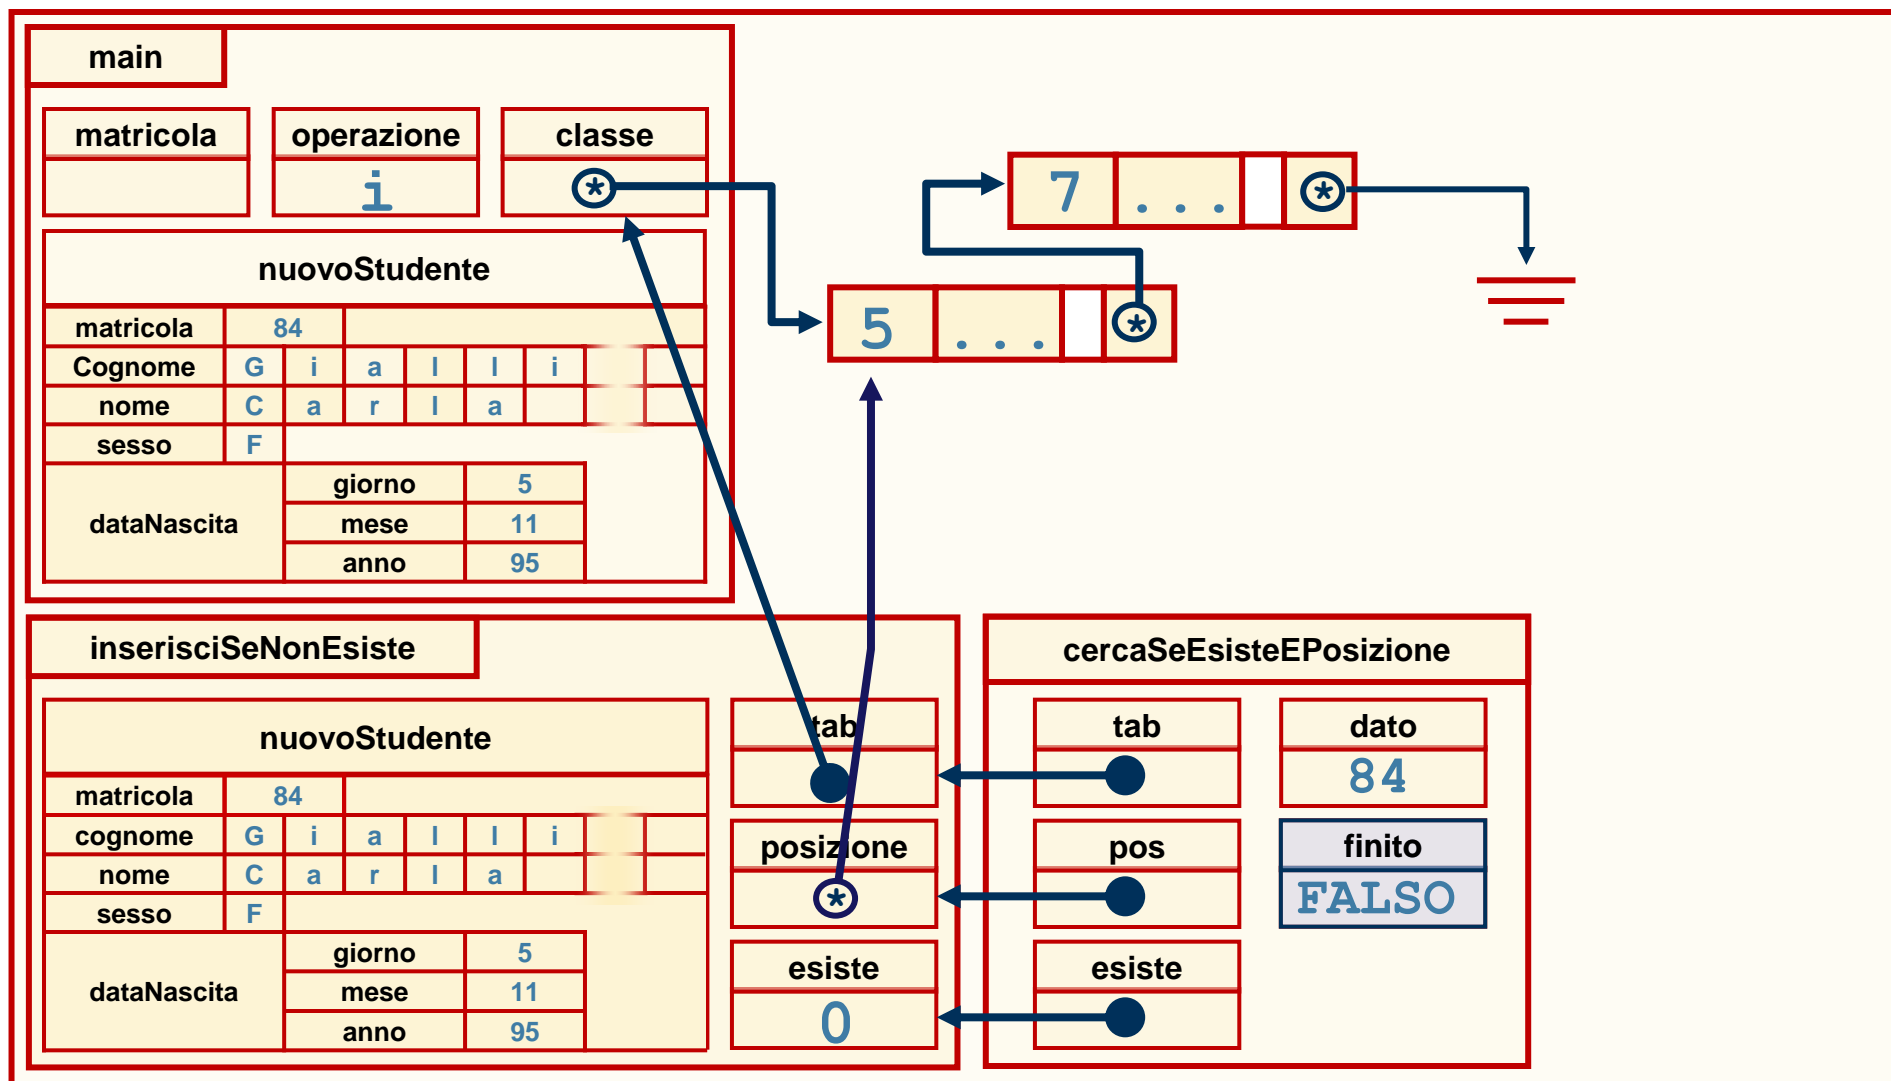 main
matricola operazione classe
i *
nuovoStudente
matricola 84
Cognome G i a l l i
nome C a r l a
sesso F
dataNascita
giorno 5
mese 11
anno 95
7 . . . *
5 . . . *
inserisciSeNonEsiste
nuovoStudente
matricola 84
cognome G i a l l i
nome C a r l a
sesso F
dataNascita
giorno 5
mese 11
anno 95
tab
posizione
*
esiste
0
cercaSeEsisteEPosizione
tab dato
84
pos finito
FALSO
esiste